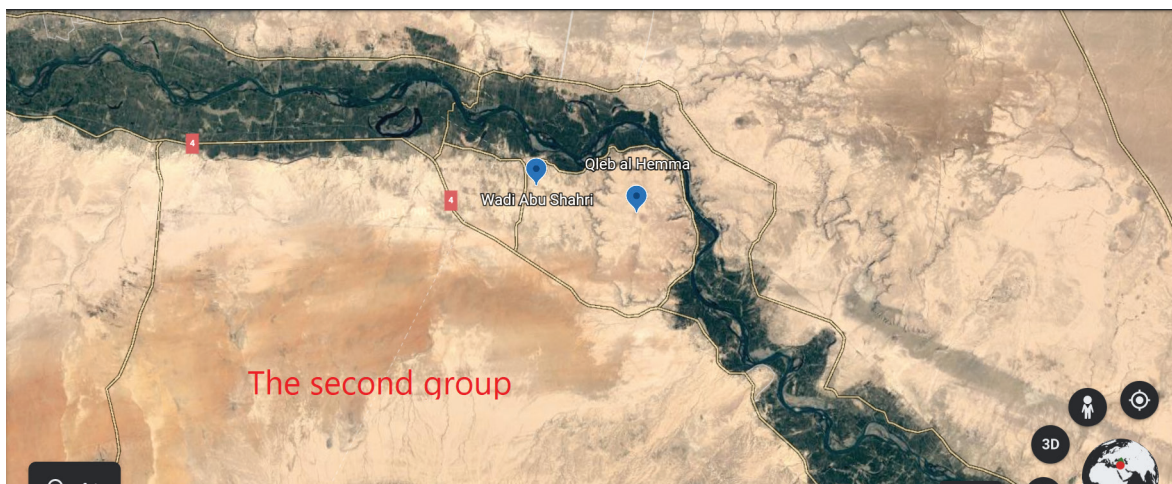 4
Qleb al Hemma
Wadi Abu Shahri
4
The second group
3D